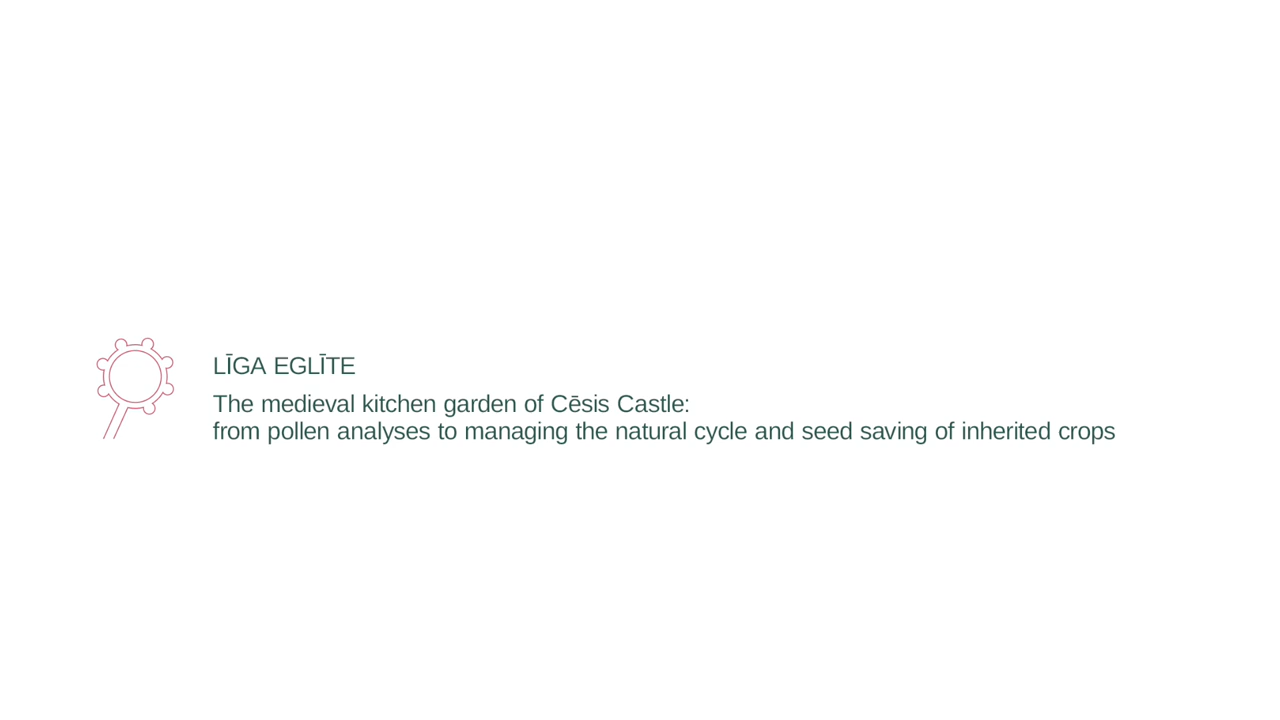 LĪGA EGLĪTE
The medieval kitchen garden of Cēsis Castle:
from pollen analyses to managing the natural cycle and seed saving of inherited crops